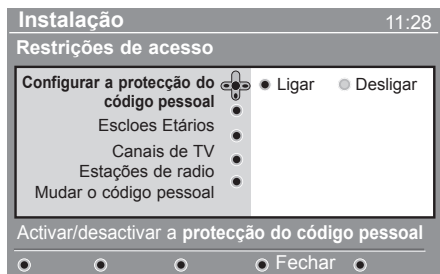 Instalação 11:28
Restrições de acesso
Configurar a protecção do
código pessoal
Ligar Desligar
Escloes Etários
Canais de TV
Estações de radio
Mudar o código pessoal
Activar/desactivar a protecção do código pessoal
Fechar